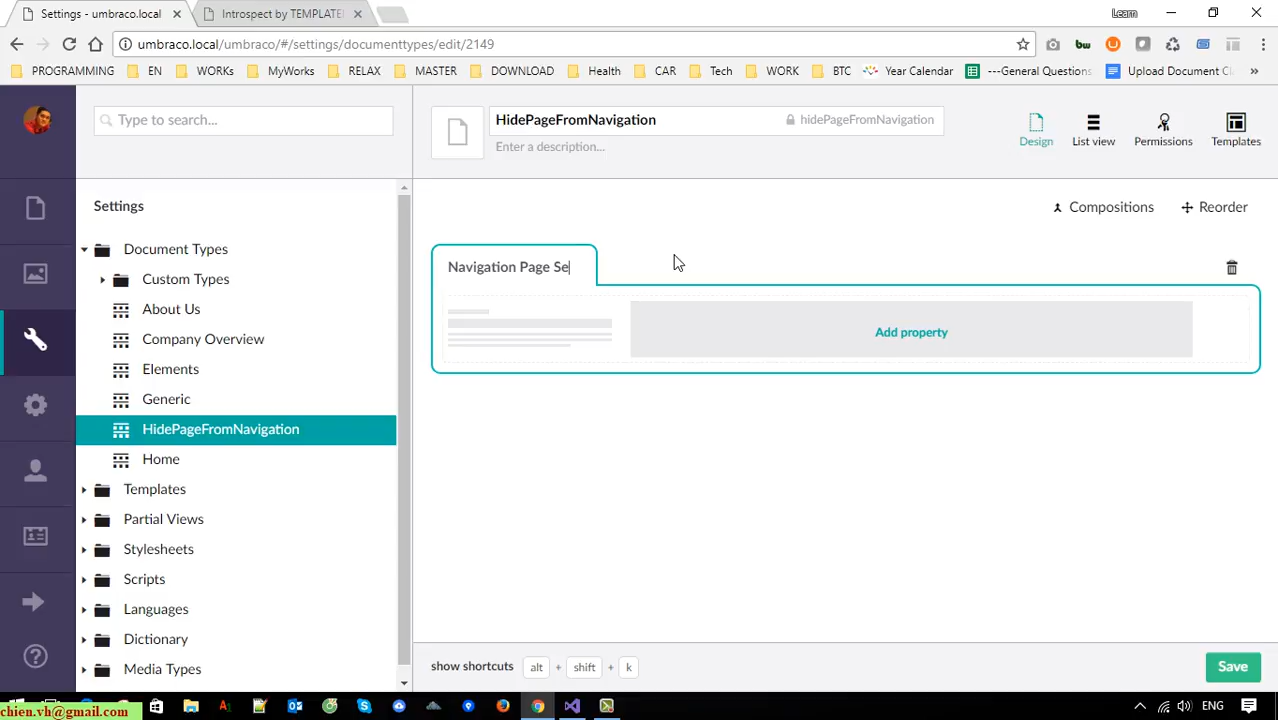 Settings - umbraco.local
Introspect by TEMPLATE
Learn
umbraco.local/umbraco/#/settings/documenttypes/edit/2149
PROGRAMMING
EN
WORKs
MyWorks
RELAX
MASTER
DOWNLOAD
Health
CAR
Tech
WORK
BTC
Year Calendar
---General Questions
Upload Document
Type to search...
HidePageFromNavigation
hidePageFromNavigation
Enter a description...
Design
List view
Permissions
Templates
Settings
Compositions
Reorder
Document Types
Custom Types
About Us
Company Overview
Elements
Generic
HidePageFromNavigation
Home
Templates
Partial Views
Stylesheets
Scripts
Languages
Dictionary
Media Types
Navigation Page Se
Add property
show shortcuts alt + shift + k
Save
chien.vh@gmail.com
ENG